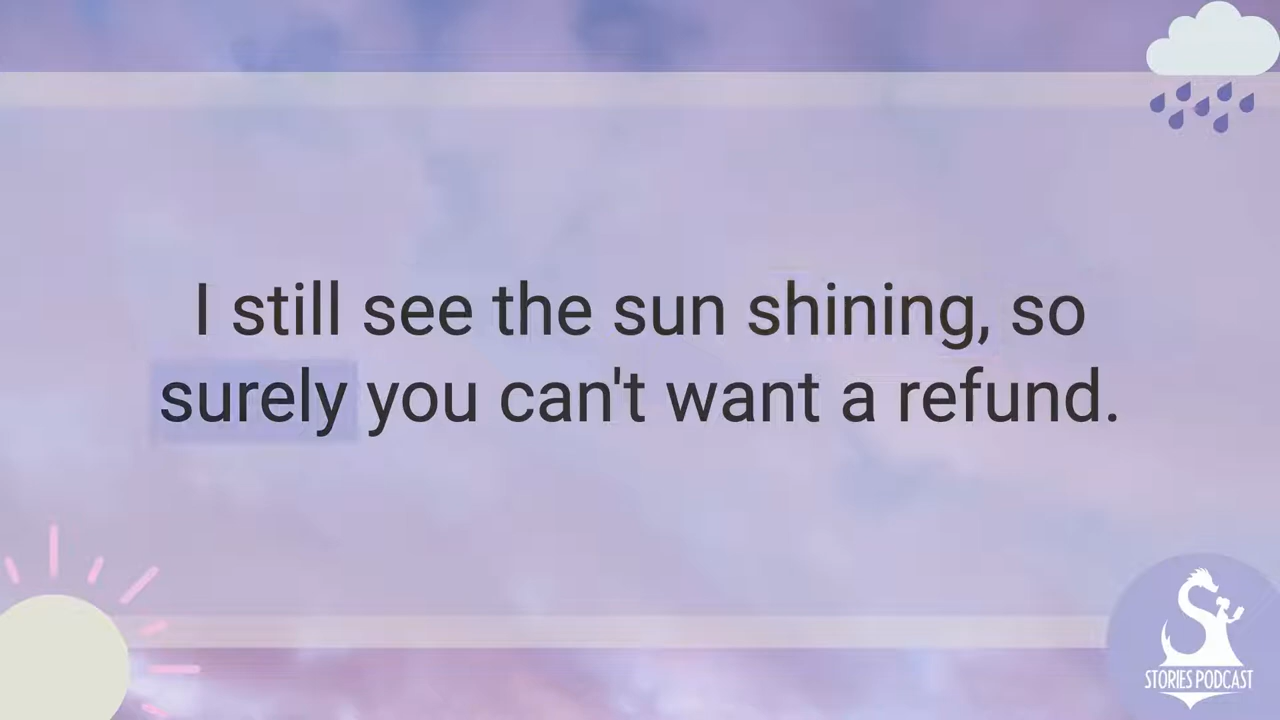 I still see the sun shining, so
surely you can't want a refund.
STORIES PODCAST